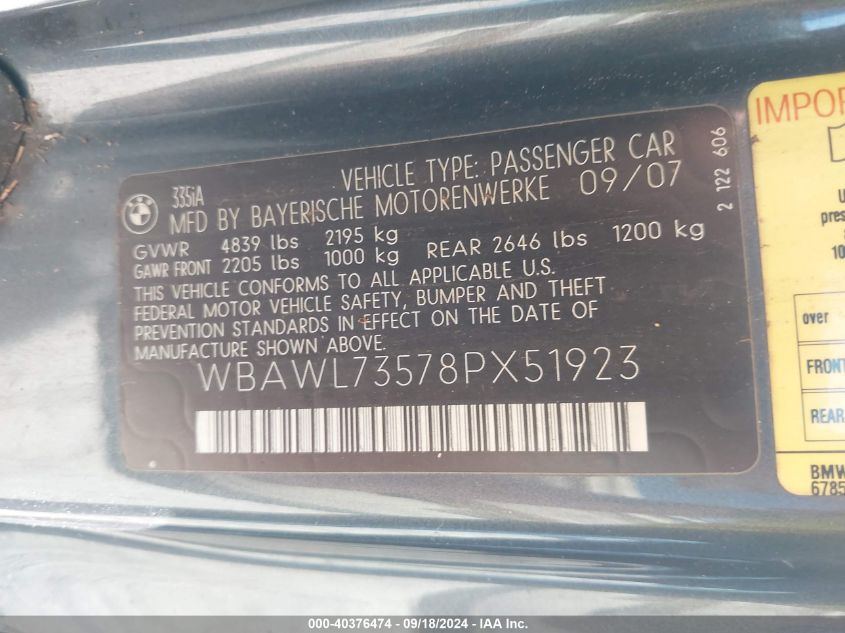 335iA
VEHICLE TYPE: PASSENGER CAR
MFD BY BAYERISCHE MOTORENWERKE 09/07
GVWR 4839 lbs 2195 kg
GAWR FRONT 2205 lbs 1000 kg REAR 2646 lbs 1200 kg
THIS VEHICLE CONFORMS TO ALL APPLICABLE U.S.
FEDERAL MOTOR VEHICLE SAFETY, BUMPER AND THEFT
PREVENTION STANDARDS IN EFFECT ON THE DATE OF
MANUFACTURE SHOWN ABOVE.
WBAWL73578PX51923
2 122 606
IMPOR
U
pres
10
over
FRONT
REAR
BMW
6785
000-40376474 - 09/18/2024 - IAA Inc.